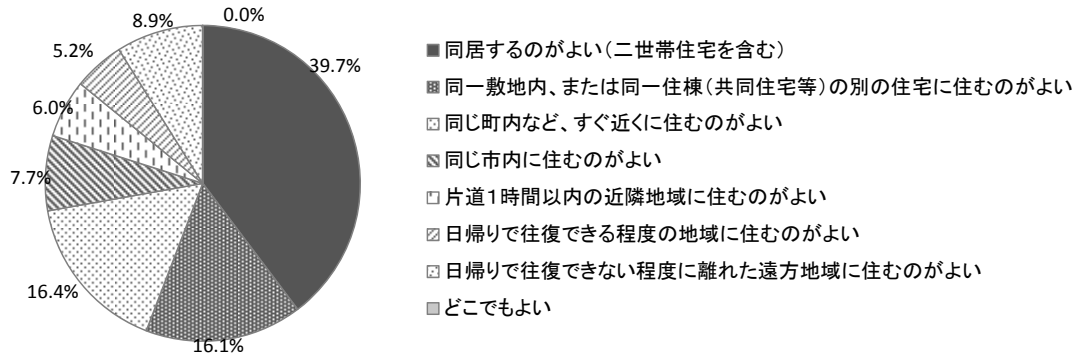 8.9%
0.0%
5.2%
39.7%
6.0%
7.7%
16.4%
16.1%
同居するのがよい（二世帯住宅を含む）
同一敷地内、または同一住棟（共同住宅等）の別の住宅に住むのがよい
同じ町内など、すぐ近くに住むのがよい
同じ市内に住むのがよい
片道１時間以内の近隣地域に住むのがよい
日帰りで往復できる程度の地域に住むのがよい
日帰りで往復できない程度に離れた遠方地域に住むのがよい
どこでもよい